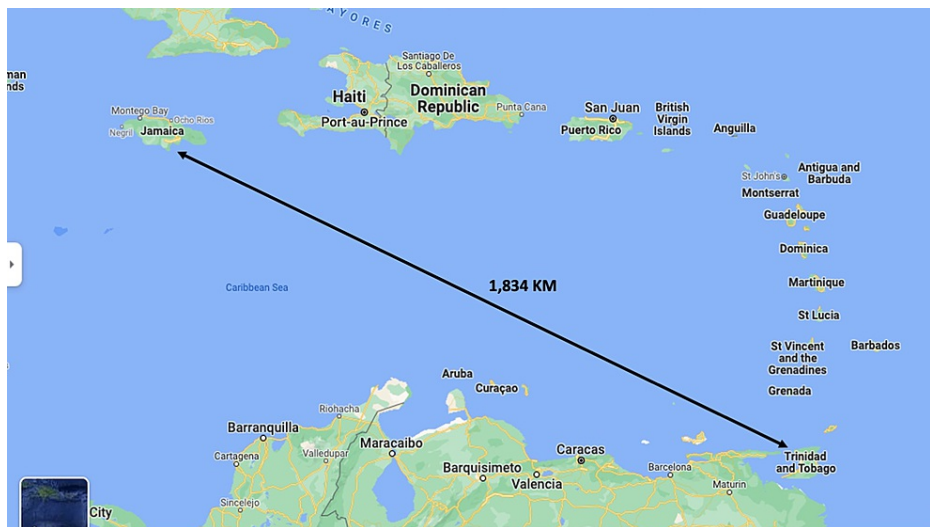 AYORES
Santiago De
Los Caballeros
man
nds
Haiti
Dominican
Republic
Punta Cana
San Juan
British
Virgin
Islands
Montego Bay
Ocho Rios
Port-au-Prince
Negril
Jamaica
Puerto Rico
Anguilla
St John's
Antigua and
Barbuda
Montserrat
Guadeloupe
Dominica
1,834 KM
Caribbean Sea
Martinique
St Lucia
St Vincent
and the
Grenadines
Barbados
Aruba
Curaçao
Grenada
Riohacha
Barranquilla
Maracaibo
Caracas
Cartagena
Valledupar
Barquisimeto
Valencia
Barcelona
Trinidad
and Tobago
Maturin
Sincelejo
City